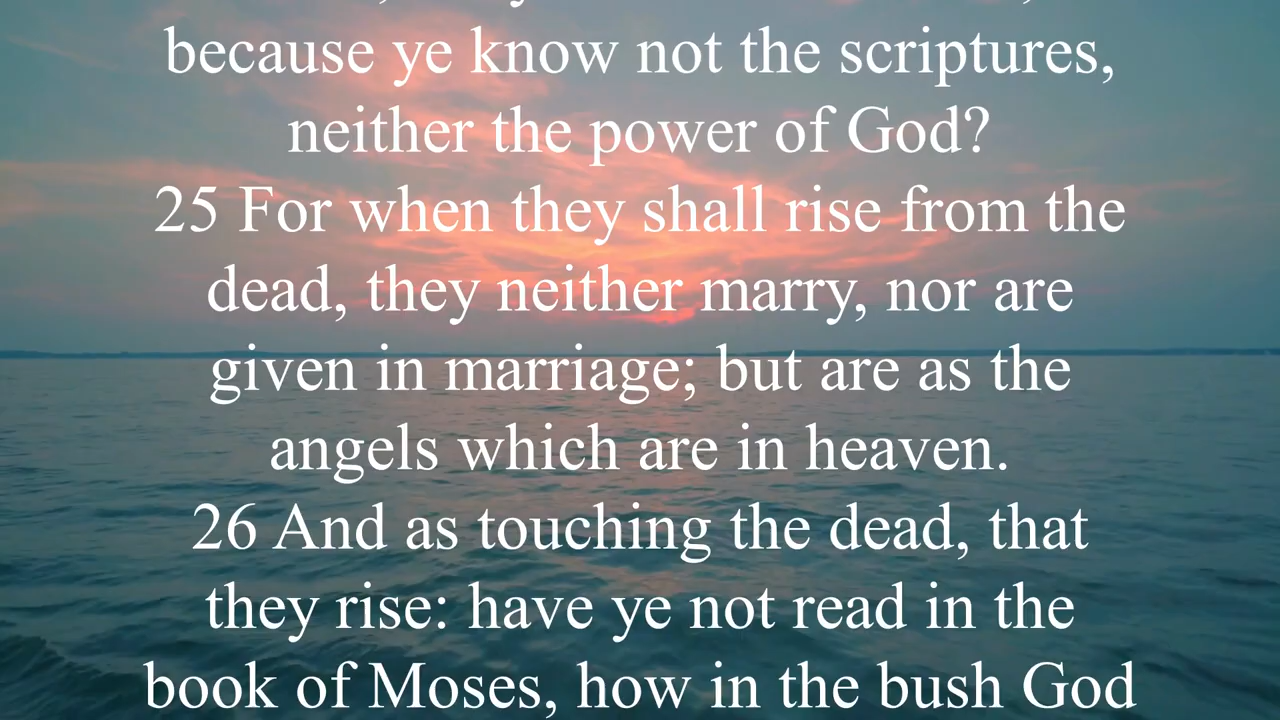 because ye know not the scriptures,
neither the power of God?
25 For when they shall rise from the
dead, they neither marry, nor are
given in marriage; but are as the
angels which are in heaven.
26 And as touching the dead, that
they rise: have ye not read in the
book of Moses, how in the bush God